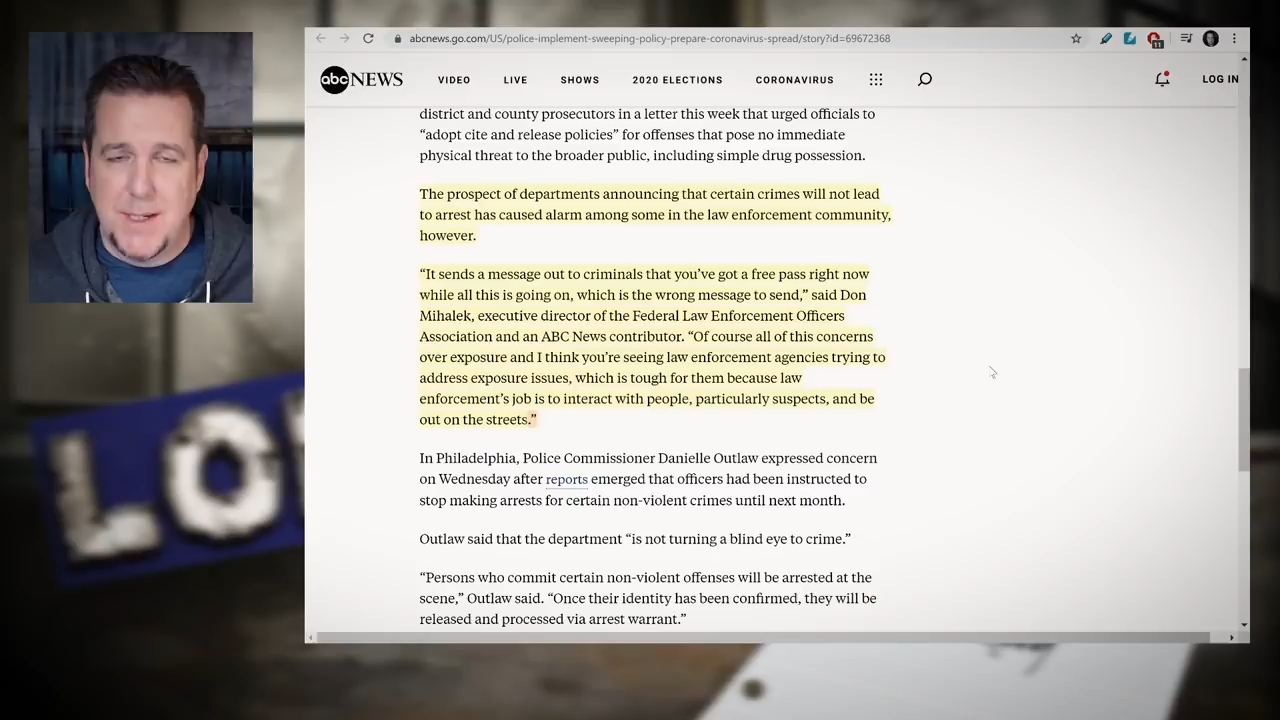 abcnews.go.com/US/police-implement-sweeping-policy-prepare-coronavirus-spread/story?id=69672368
11
abc NEWS VIDEO LIVE SHOWS 2020 ELECTIONS CORONAVIRUS LOG IN
district and county prosecutors in a letter this week that urged officials to
“adopt cite and release policies” for offenses that pose no immediate
physical threat to the broader public, including simple drug possession.
The prospect of departments announcing that certain crimes will not lead
to arrest has caused alarm among some in the law enforcement community,
however.
“It sends a message out to criminals that you’ve got a free pass right now
while all this is going on, which is the wrong message to send,” said Don
Mihalek, executive director of the Federal Law Enforcement Officers
Association and an ABC News contributor. “Of course all of this concerns
over exposure and I think you’re seeing law enforcement agencies trying to
address exposure issues, which is tough for them because law
enforcement’s job is to interact with people, particularly suspects, and be
out on the streets.”
In Philadelphia, Police Commissioner Danielle Outlaw expressed concern
on Wednesday after reports emerged that officers had been instructed to
stop making arrests for certain non-violent crimes until next month.
Outlaw said that the department “is not turning a blind eye to crime.”
“Persons who commit certain non-violent offenses will be arrested at the
scene,” Outlaw said. “Once their identity has been confirmed, they will be
released and processed via arrest warrant.”
LO